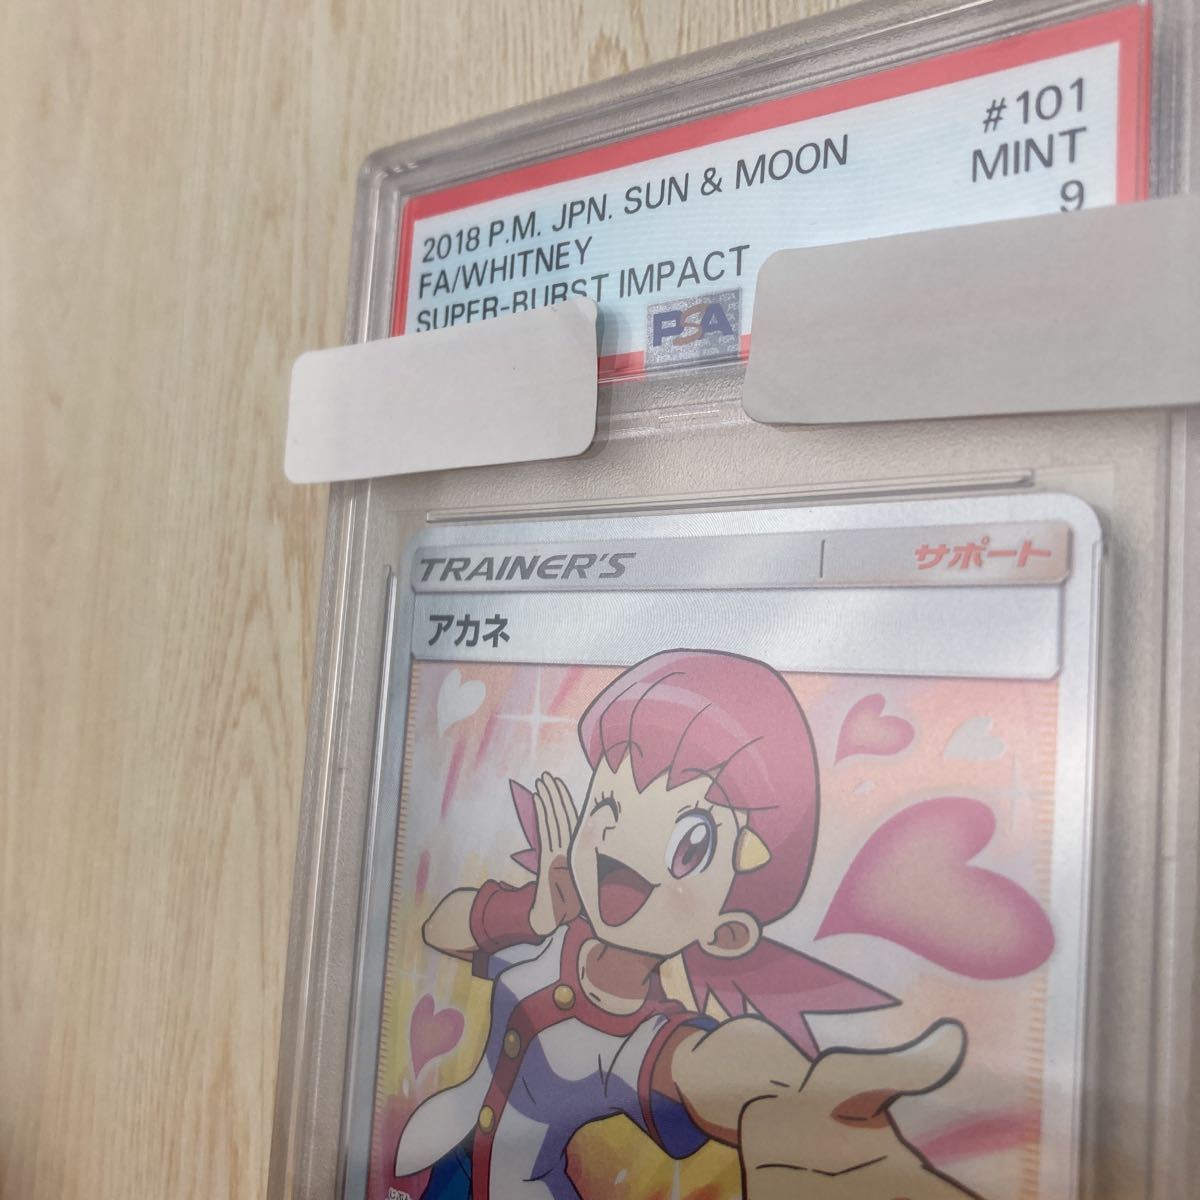 2018 P.M. JPN. SUN & MOON #101
FA/WHITNEY MINT
SUPER-BURST IMPACT 9
PSA
TRAINER'S サポート
アカネ